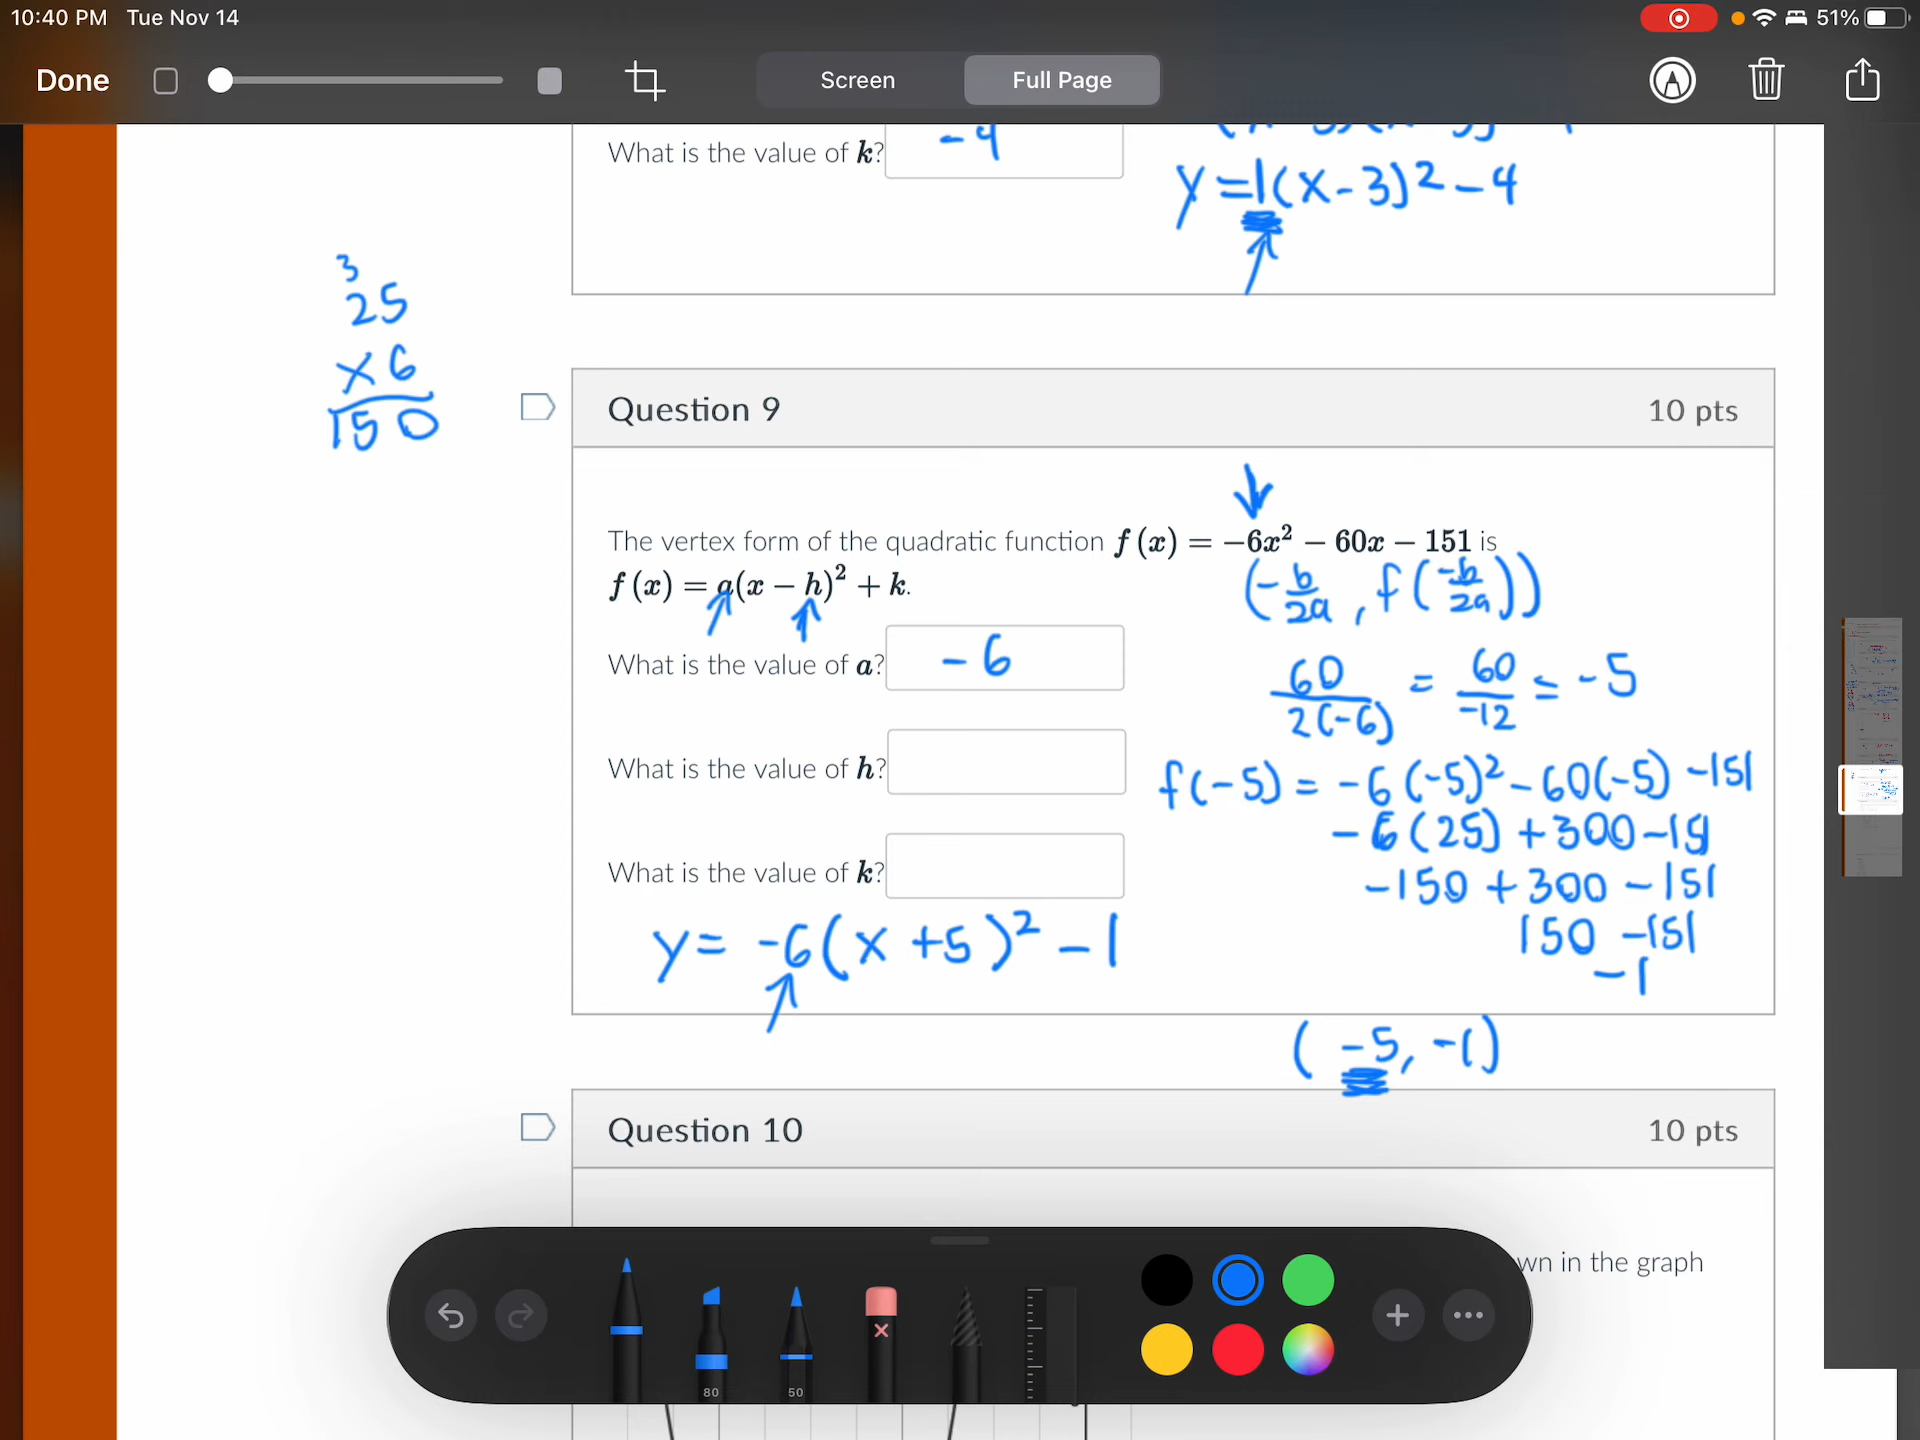 10:40 PM Tue Nov 14
51%
Done
Screen
Full Page
What is the value of k?
-4
y = 1(x-3)² - 4
3
25
x 6
150
Question 9
10 pts
The vertex form of the quadratic function f (x) = −6x² − 60x − 151 is
f (x) = a(x − h)² + k.
(-b/2a, f(-b/2a))
What is the value of a?
-6
60/2(-6) = 60/-12 = -5
What is the value of h?
f(-5) = -6(-5)² - 60(-5) - 151
-6(25) + 300 - 151
What is the value of k?
-150 + 300 - 151
150 - 151
-1
y = -6(x +5)² - 1
(-5, -1)
Question 10
10 pts
wn in the graph
80
50